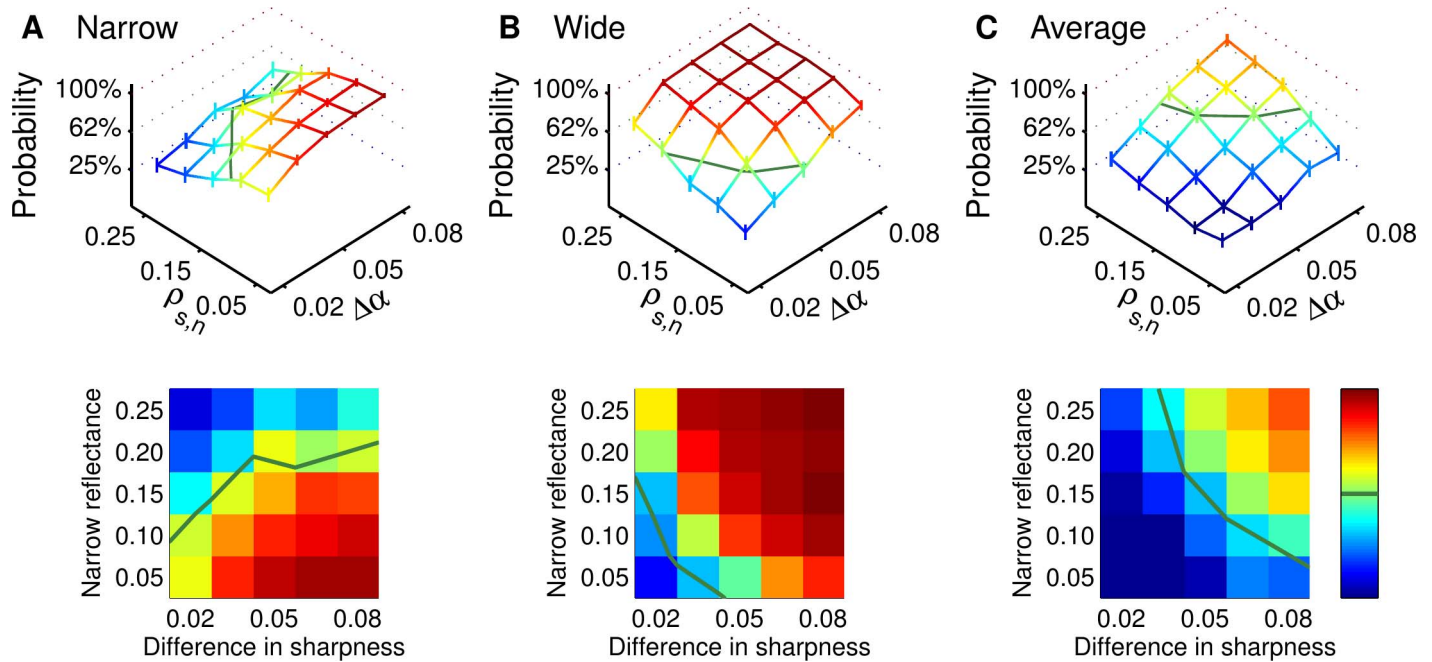 A Narrow
Probability
100%
62%
25%
0.25
0.15
0.05
ρs,n
0.02
0.05
0.08
Δα
B Wide
Probability
100%
62%
25%
0.25
0.15
0.05
ρs,n
0.02
0.05
0.08
Δα
C Average
Probability
100%
62%
25%
0.25
0.15
0.05
ρs,n
0.02
0.05
0.08
Δα
Narrow reflectance
0.25
0.20
0.15
0.10
0.05
0.02 0.05 0.08
Difference in sharpness
Narrow reflectance
0.25
0.20
0.15
0.10
0.05
0.02 0.05 0.08
Difference in sharpness
Narrow reflectance
0.25
0.20
0.15
0.10
0.05
0.02 0.05 0.08
Difference in sharpness